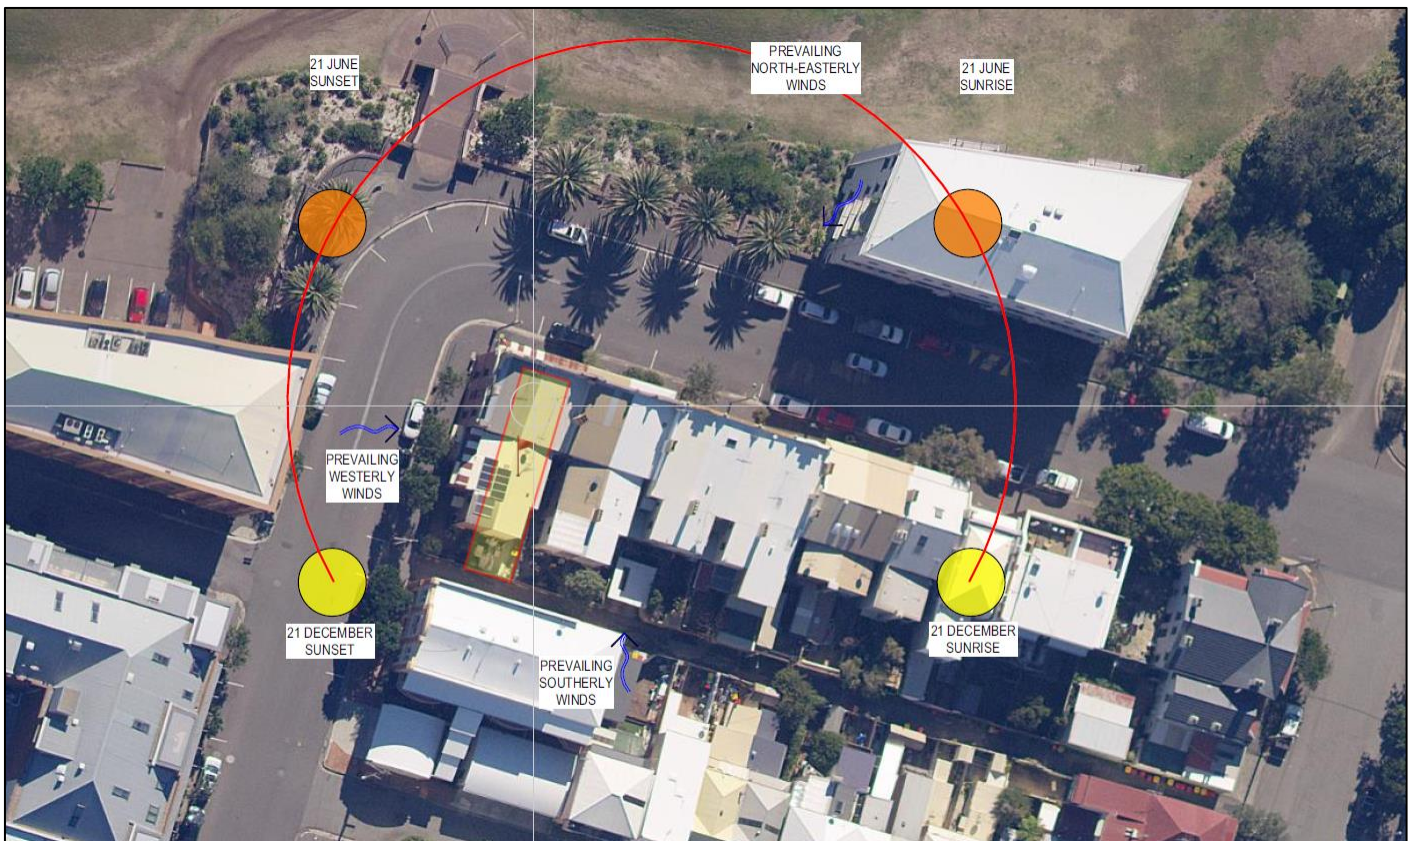 21 JUNE
SUNSET
PREVAILING
NORTH-EASTERLY
WINDS
21 JUNE
SUNRISE
PREVAILING
WESTERLY
WINDS
21 DECEMBER
SUNSET
PREVAILING
SOUTHERLY
WINDS
21 DECEMBER
SUNRISE